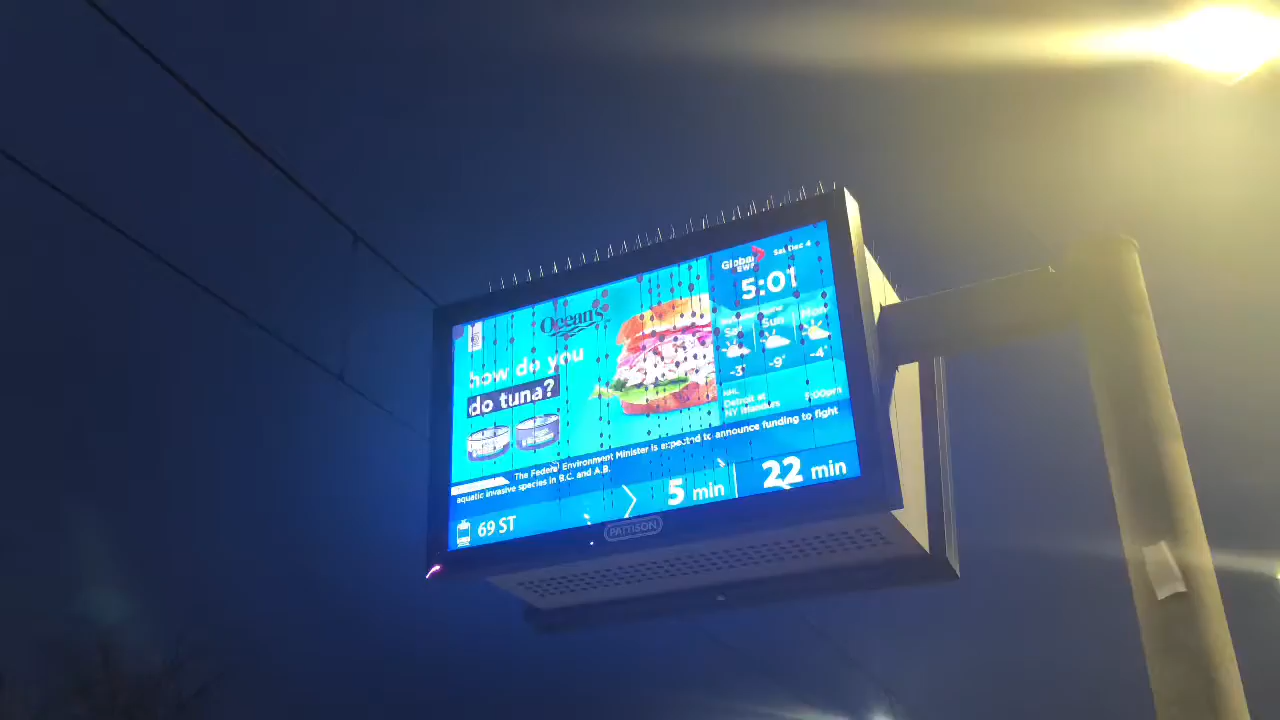 Ocean's
how do you
do tuna?
Global
Sat Dec 4
5:01
Sat
Sun
Mon
-3°
-9°
-4°
NHL
Detroit at
NY Islanders
5:00pm
The Federal Environment Minister is expected to announce funding to fight
aquatic invasive species in B.C. and A.B.
69 ST
5 min
22 min
PATTISON